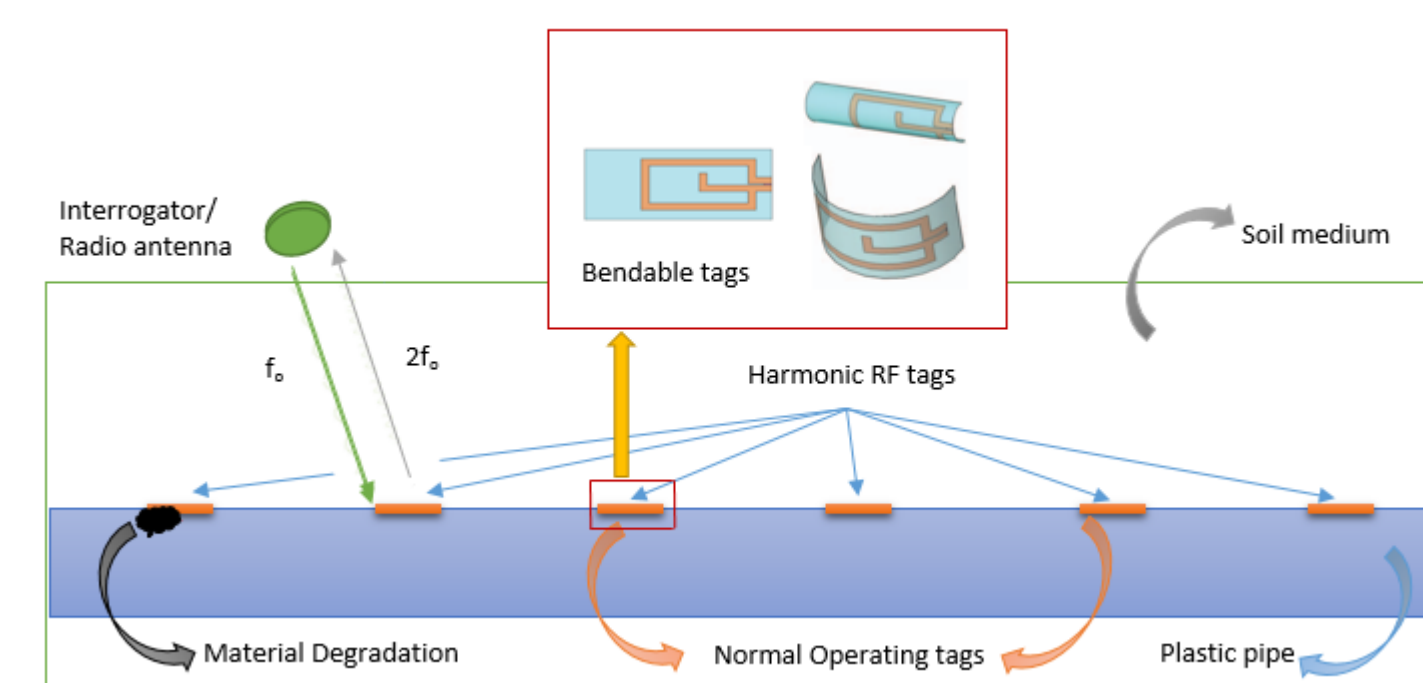 Interrogator/
Radio antenna
Bendable tags
Soil medium
fₒ
2fₒ
Harmonic RF tags
Material Degradation
Normal Operating tags
Plastic pipe